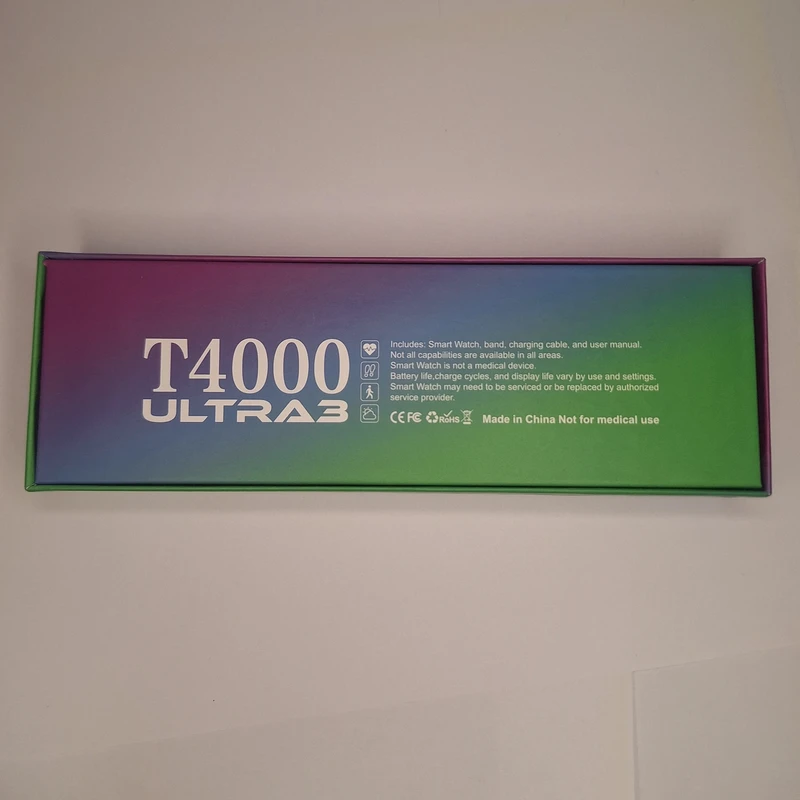 T4000
ULTRA3
Includes: Smart Watch, band, charging cable, and user manual.
Not all capabilities are available in all areas.
Smart Watch is not a medical device.
Battery life,charge cycles, and display life vary by use and settings.
Smart Watch may need to be serviced or be replaced by authorized
service provider.
CE FC RoHS Made in China Not for medical use